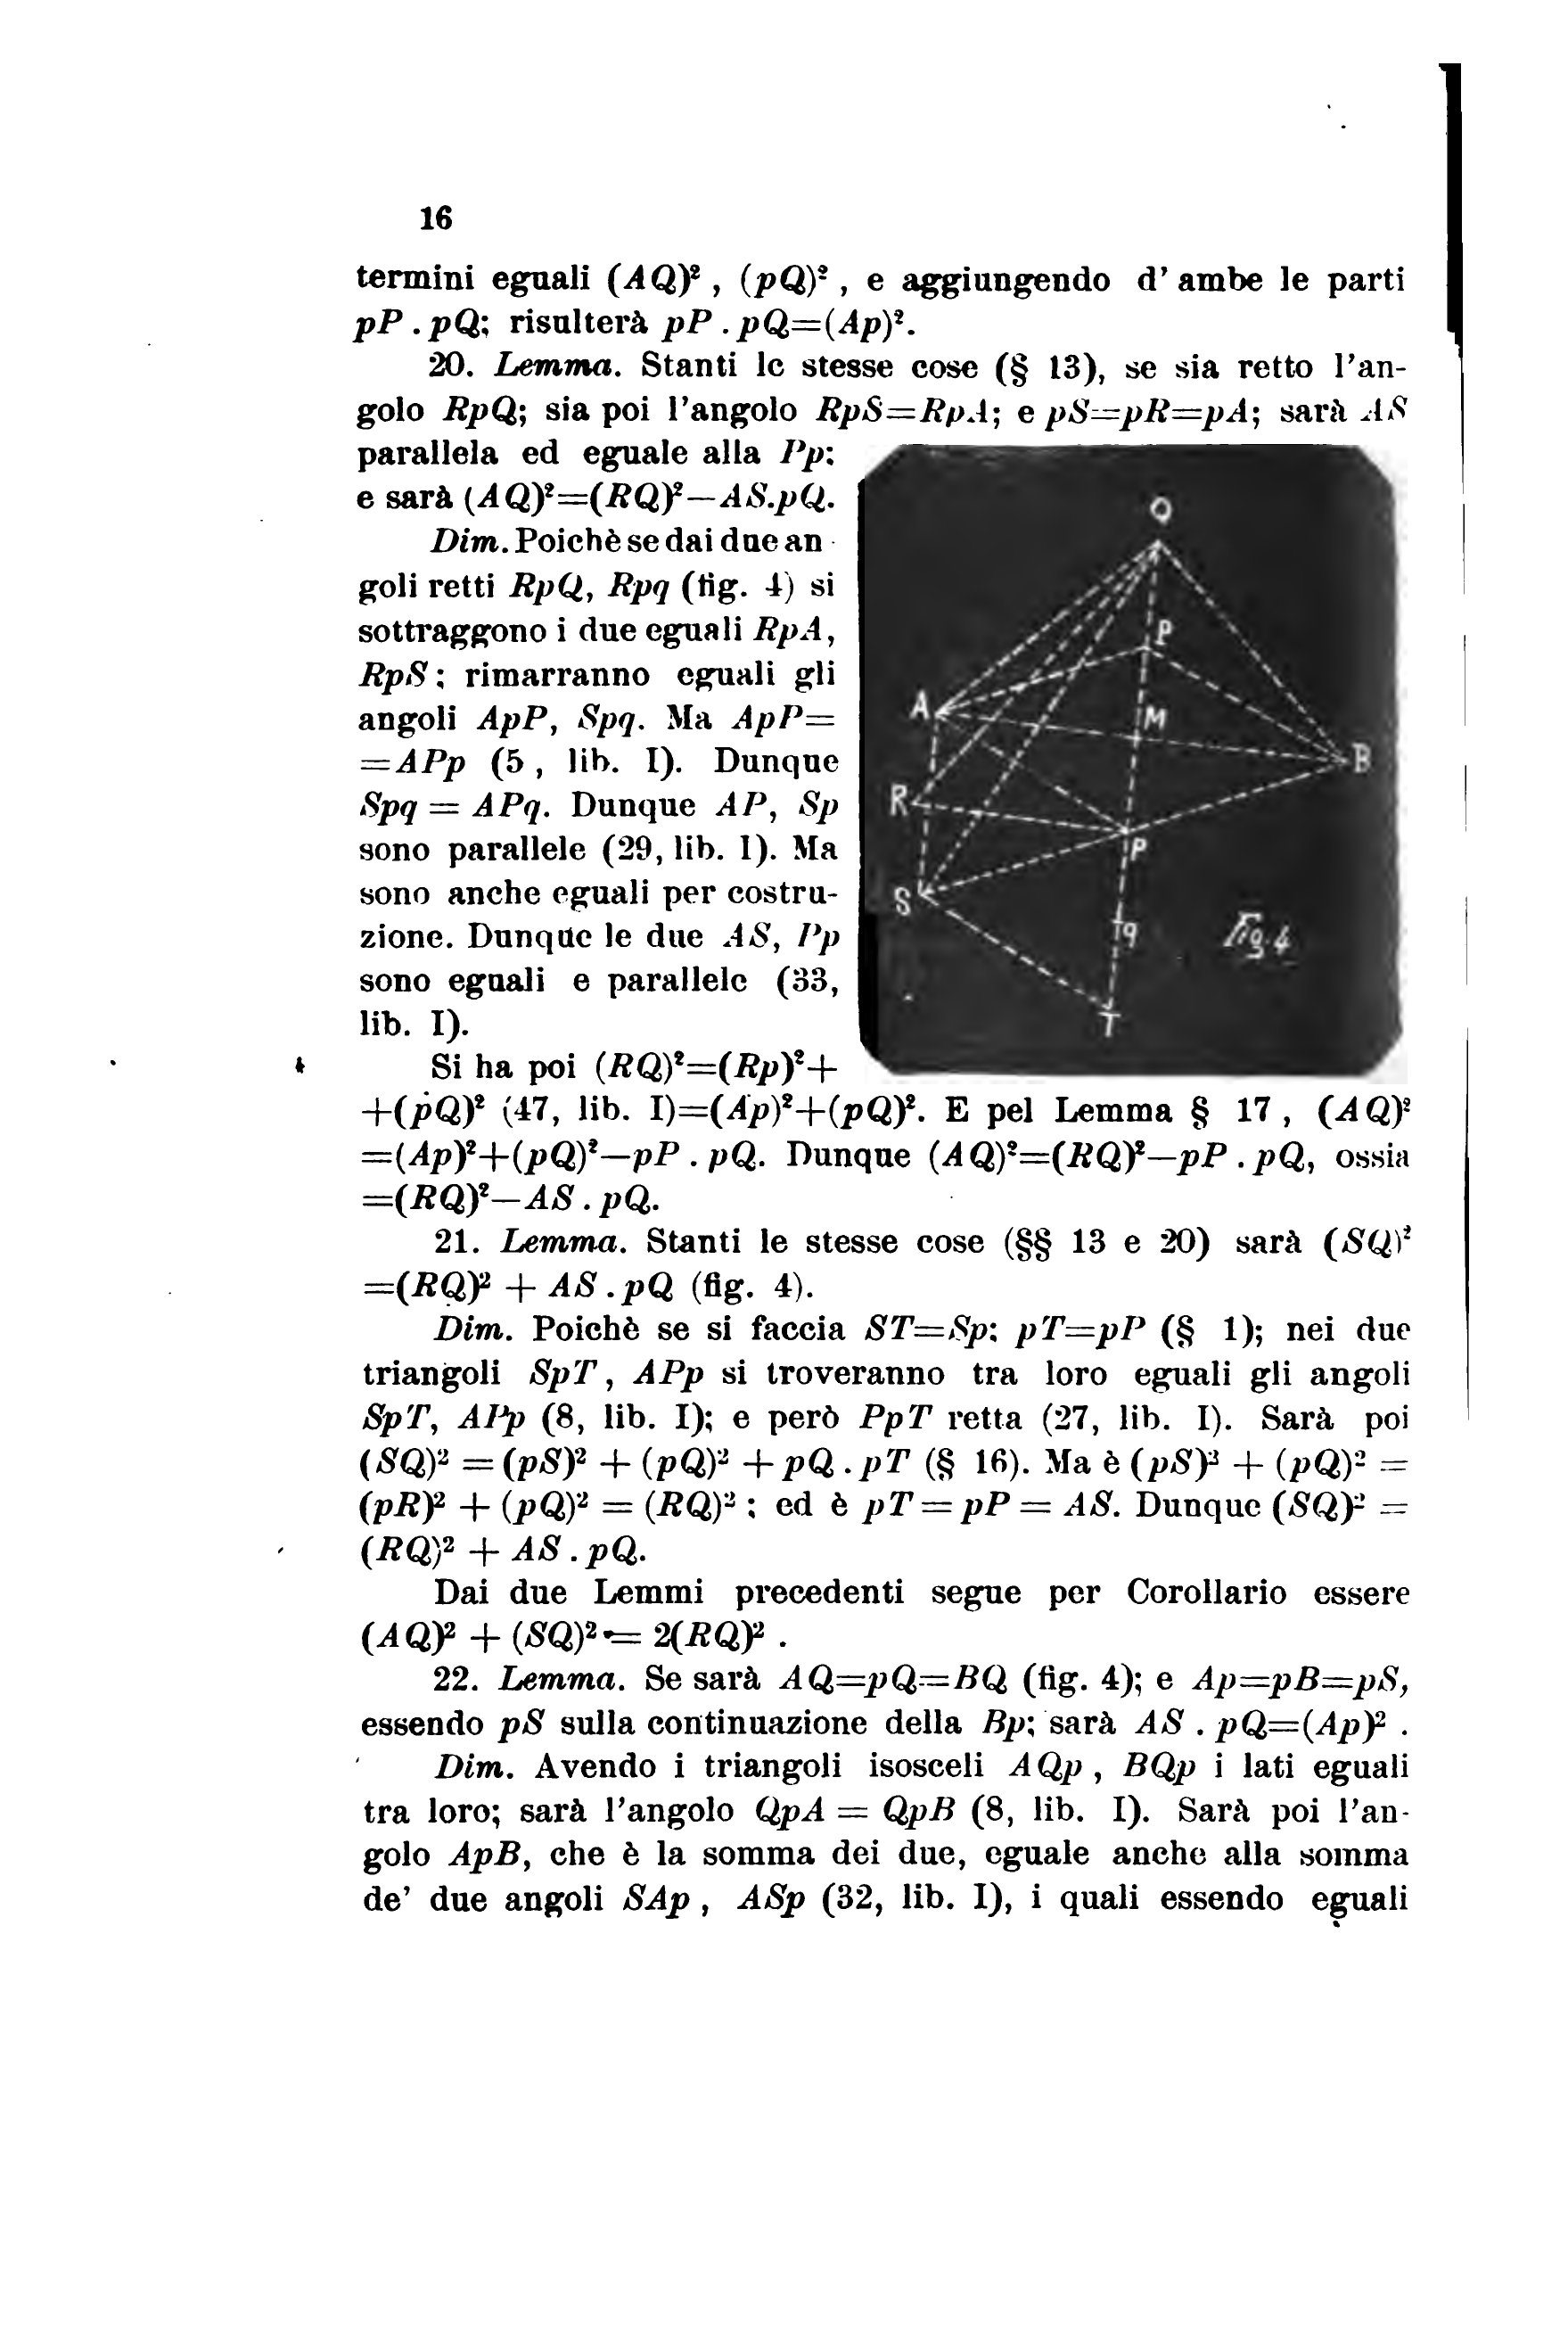 16
termini eguali (AQ)², (pQ)², e aggiungendo d'ambe le parti
pP . pQ; risulterà pP . pQ=(Ap)².
20. Lemma. Stanti le stesse cose (§ 13), se sia retto l'an-
golo RpQ; sia poi l'angolo RpS=RpA; e pS=pR=pA; sarà AS
parallela ed eguale alla Pp:
e sarà (AQ)²=(RQ)²—AS.pQ.
Dim. Poichè se dai due an-
goli retti RpQ, Rpq (fig. 4) si
sottraggono i due eguali RpA,
RpS; rimarranno eguali gli
angoli ApP, Spq. Ma ApP=
=APp (5, lib. I). Dunque
Spq = APq. Dunque AP, Sp
sono parallele (29, lib. I). Ma
sono anche eguali per costru-
zione. Dunque le due AS, Pp
sono eguali e parallele (33,
lib. I).
Q
P
A
M
B
R
P
S
q
Fig. 4
T
Si ha poi (RQ)²=(Rp)²+
+(pQ)² (47, lib. I)=(Ap)²+(pQ)². E pel Lemma § 17, (AQ)²
=(Ap)²+(pQ)²—pP . pQ. Dunque (AQ)²=(RQ)²—pP . pQ, ossia
=(RQ)²—AS . pQ.
21. Lemma. Stanti le stesse cose (§§ 13 e 20) sarà (SQ)²
=(RQ)² + AS . pQ (fig. 4).
Dim. Poichè se si faccia ST=Sp: pT=pP (§ 1); nei due
triangoli SpT, APp si troveranno tra loro eguali gli angoli
SpT, APp (8, lib. I); e però PpT retta (27, lib. I). Sarà poi
(SQ)² = (pS)² + (pQ)² + pQ . pT (§ 16). Ma è (pS)² + (pQ)² =
(pR)² + (pQ)² = (RQ)²; ed è pT = pP = AS. Dunque (SQ)² =
(RQ)² + AS . pQ.
Dai due Lemmi precedenti segue per Corollario essere
(AQ)² + (SQ)² = 2(RQ)² .
22. Lemma. Se sarà AQ=pQ=BQ (fig. 4); e Ap=pB=pS,
essendo pS sulla continuazione della Bp; sarà AS . pQ=(Ap)² .
Dim. Avendo i triangoli isosceli AQp, BQp i lati eguali
tra loro; sarà l'angolo QpA = QpB (8, lib. I). Sarà poi l'an-
golo ApB, che è la somma dei due, eguale anche alla somma
de' due angoli SAp, ASp (32, lib. I), i quali essendo eguali